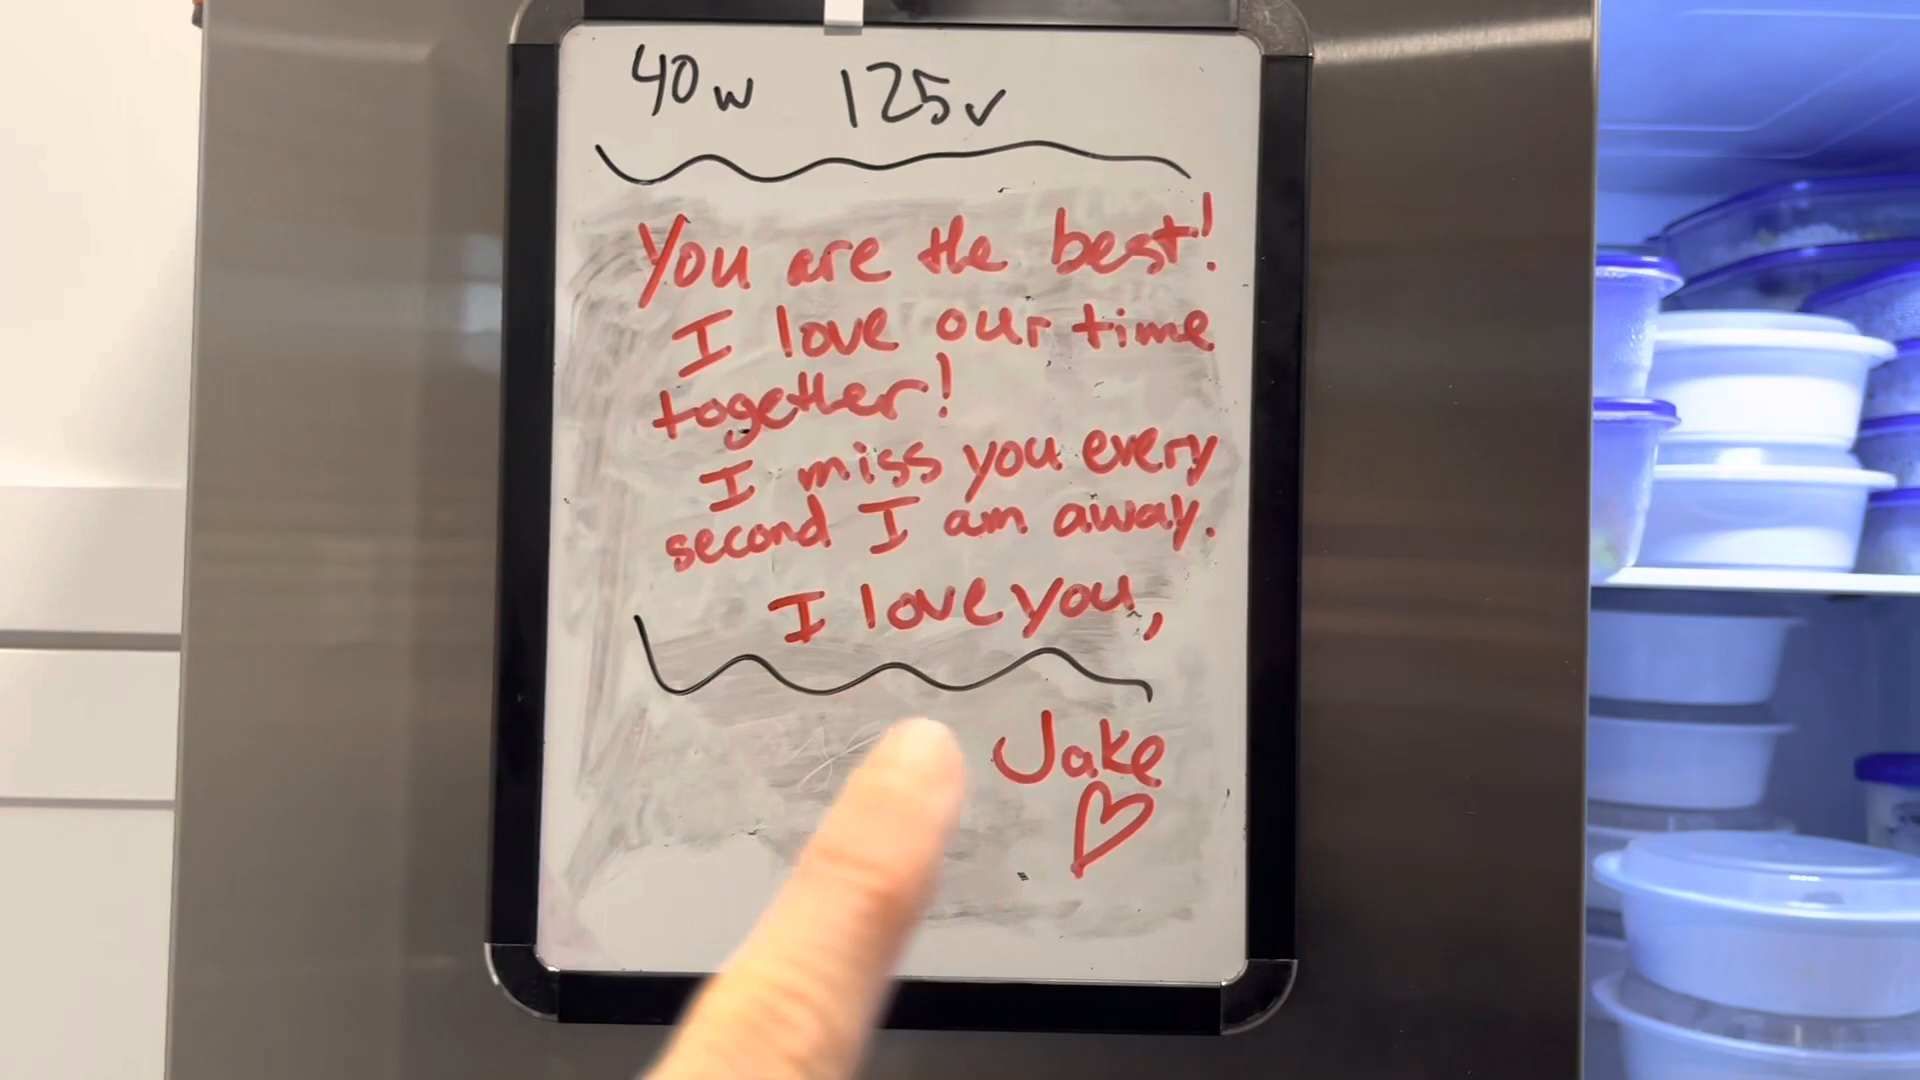 40w 125v
You are the best!
I love our time
together!
I miss you every
second I am away.
I love you,
Jake